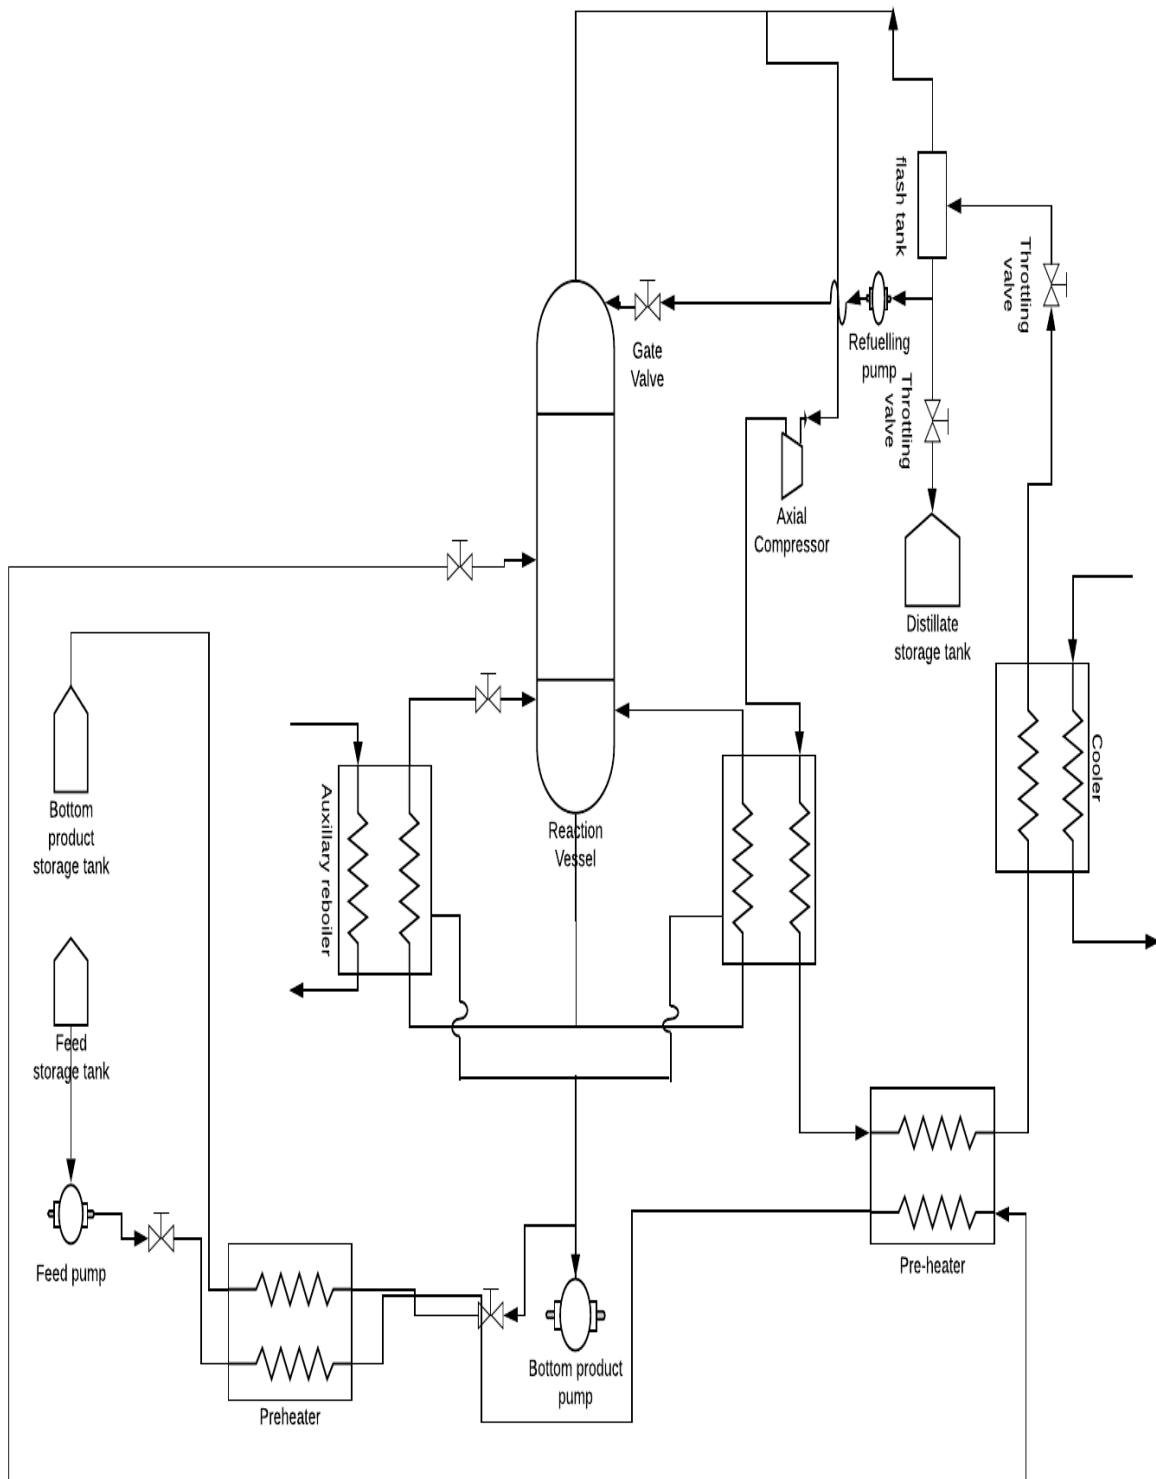 flash tank
Throttling
valve
Gate
Valve
Refuelling
pump
Throttling
valve
Axial
Compressor
Distillate
storage tank
Cooler
Bottom
product
storage tank
Auxillary reboiler
Reaction
Vessel
Feed
storage tank
Feed pump
Pre-heater
Bottom product
pump
Preheater